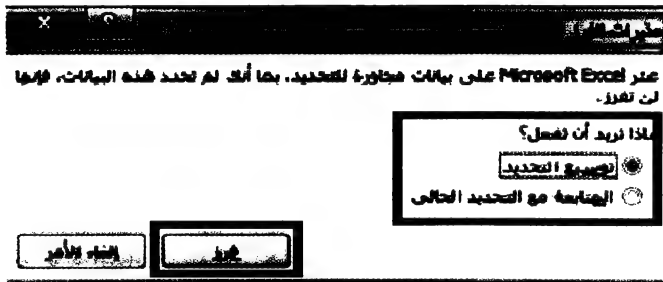 عثر Microsoft Excel على بيانات مجاورة للتحديد. بما أنك لم تحدد هذه البيانات، فإنها
لن تفرز.
ماذا تريد أن تفعل؟
توسيع التحديد
المتابعة مع التحديد الحالي
فرز
إلغاء الأمر